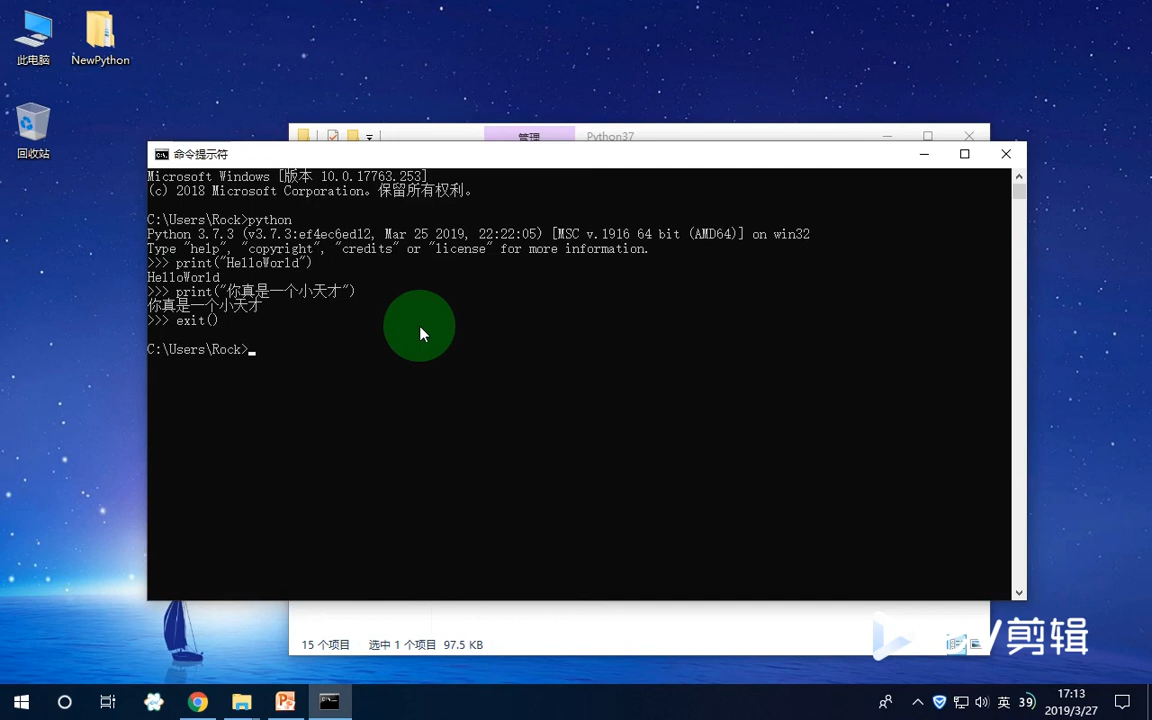 此电脑
NewPython
回收站
管理
Python37
命令提示符
Microsoft Windows [版本 10.0.17763.253]
(c) 2018 Microsoft Corporation。保留所有权利。
C:\Users\Rock>python
Python 3.7.3 (v3.7.3:ef4ec6ed12, Mar 25 2019, 22:22:05) [MSC v.1916 64 bit (AMD64)] on win32
Type "help", "copyright", "credits" or "license" for more information.
>>> print("HelloWorld")
HelloWorld
>>> print("你真是一个小天才")
你真是一个小天才
>>> exit()
C:\Users\Rock>
15 个项目 选中 1 个项目 97.5 KB
剪辑
英
39
17:13
2019/3/27